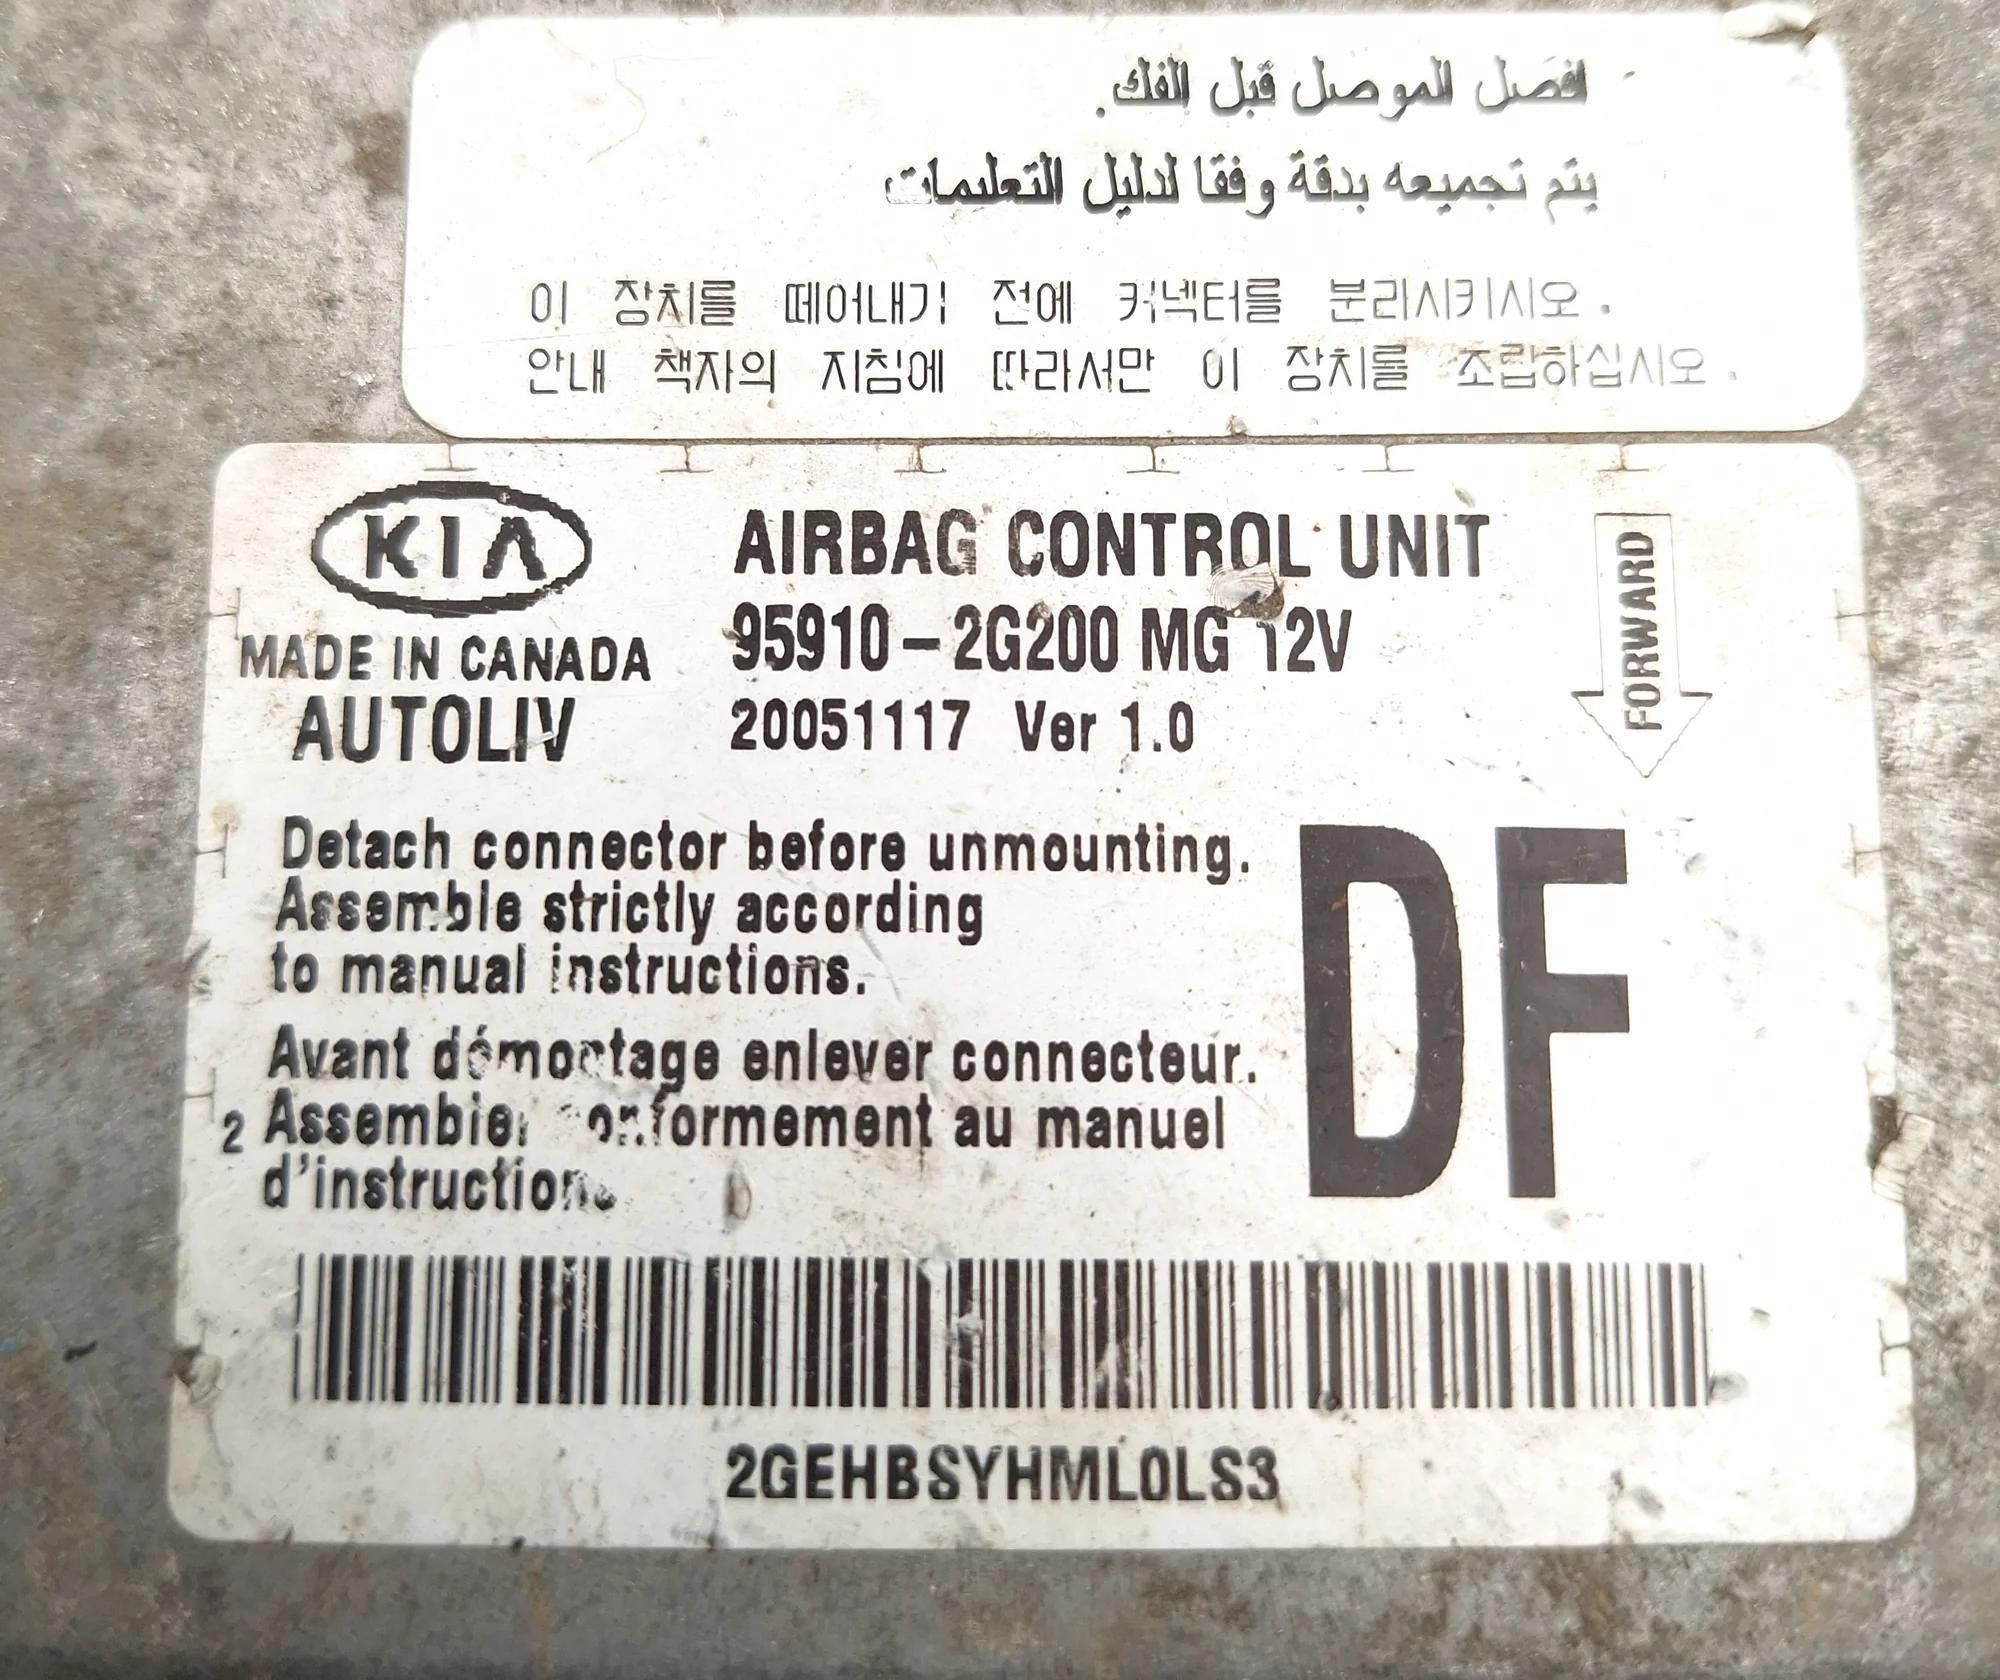 افصل الموصل قبل الفك.
يتم تجميعه بدقة وفقا لدليل التعليمات
이 장치를 떼어내기 전에 커넥터를 분리시키시오.
안내 책자의 지침에 따라서만 이 장치를 조립하십시오.
KIA
MADE IN CANADA
AUTOLIV
AIRBAG CONTROL UNIT
95910-2G200 MG 12V
20051117 Ver 1.0
FORWARD
Detach connector before unmounting.
Assemble strictly according
to manual instructions.
DF
Avant démontage enlever connecteur.
2 Assembler conformement au manuel
d'instructions
2GEHBSYHML0LS3